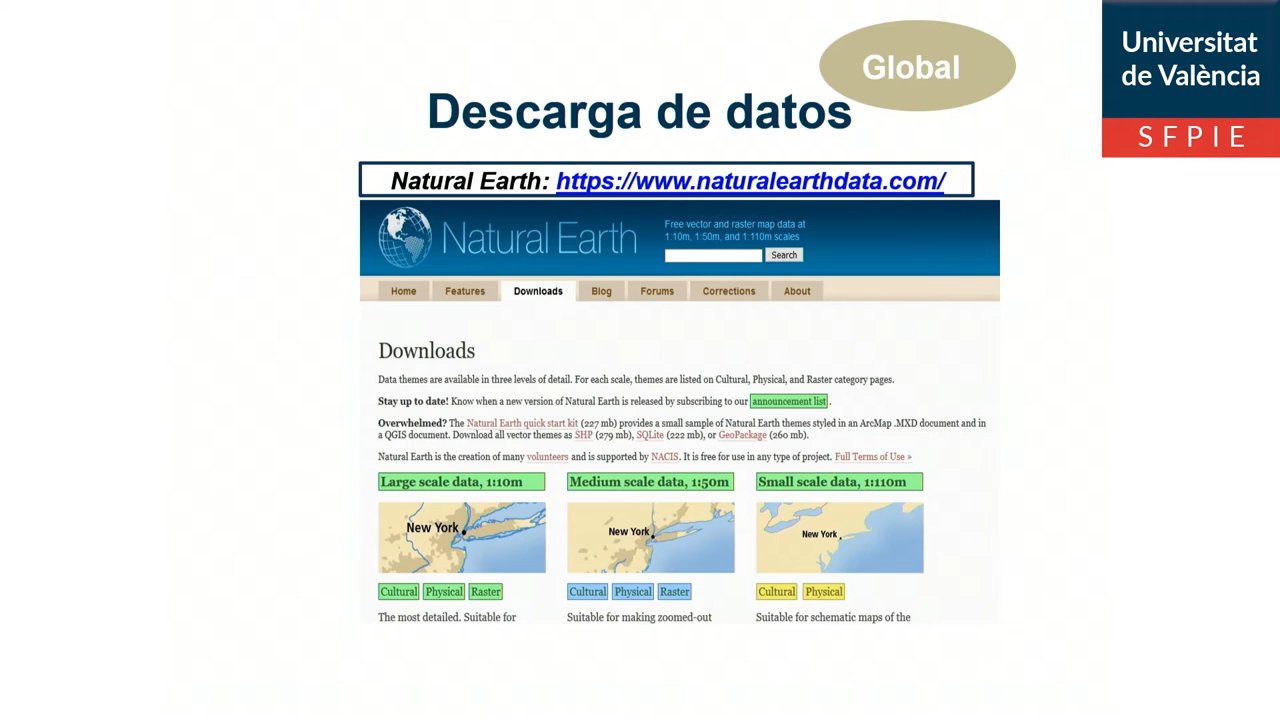 Global
Universitat
de València
SFPIE
Descarga de datos
Natural Earth: https://www.naturalearthdata.com/
Natural Earth
Free vector and raster map data at
1:10m, 1:50m, and 1:110m scales
Search
Home Features Downloads Blog Forums Corrections About
Downloads
Data themes are available in three levels of detail. For each scale, themes are listed on Cultural, Physical, and Raster category pages.
Stay up to date! Know when a new version of Natural Earth is released by subscribing to our announcement list.
Overwhelmed? The Natural Earth quick start kit (227 mb) provides a small sample of Natural Earth themes styled in an ArcMap .MXD document and in
a QGIS document. Download all vector themes as SHP (279 mb), SQLite (222 mb), or GeoPackage (260 mb).
Natural Earth is the creation of many volunteers and is supported by NACIS. It is free for use in any type of project. Full Terms of Use »
Large scale data, 1:10m Medium scale data, 1:50m Small scale data, 1:110m
New York New York New York
Cultural Physical Raster Cultural Physical Raster Cultural Physical
The most detailed. Suitable for Suitable for making zoomed-out Suitable for schematic maps of the